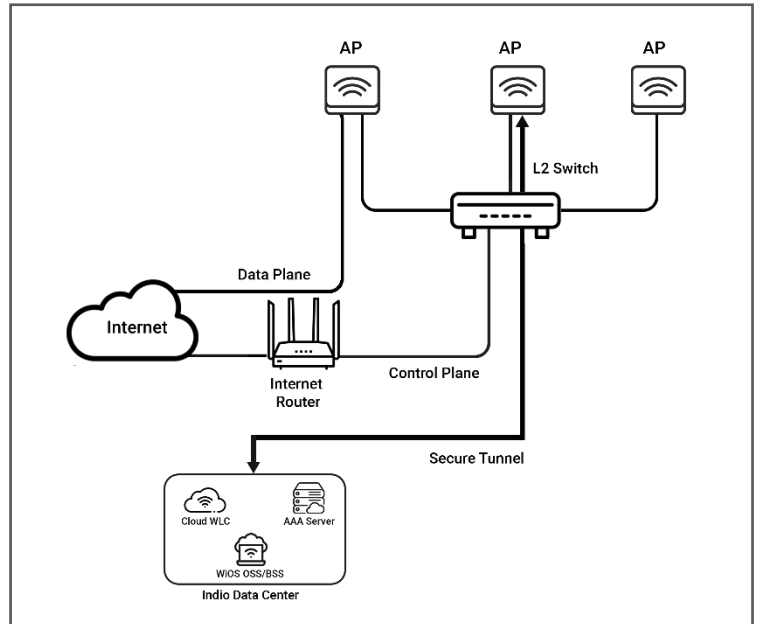 AP
AP
AP
L2 Switch
Data Plane
Internet
Internet
Router
Control Plane
Secure Tunnel
Cloud WLC
AAA Server
WiOS OSS/BSS
Indio Data Center